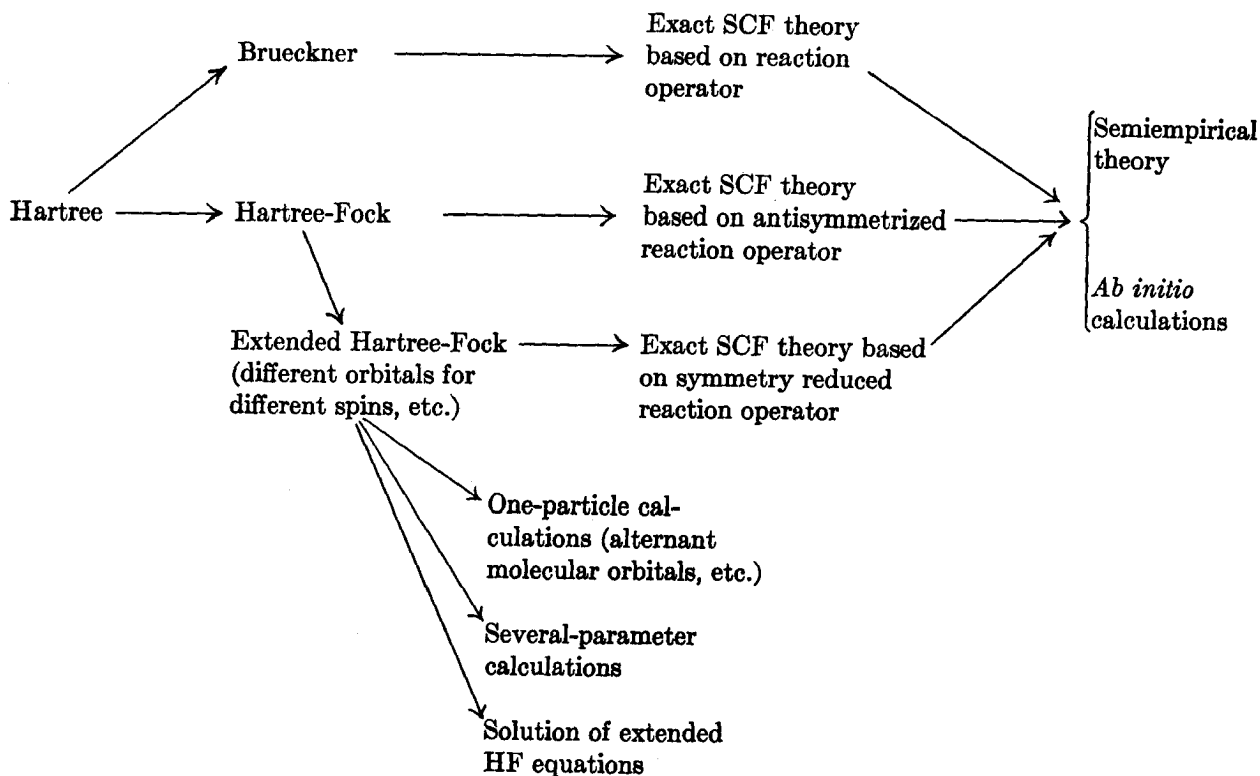 Brueckner
Exact SCF theory
based on reaction
operator
Semiempirical
theory
Hartree
Hartree-Fock
Exact SCF theory
based on antisymmetrized
reaction operator
Ab initio
calculations
Extended Hartree-Fock
(different orbitals for
different spins, etc.)
Exact SCF theory based
on symmetry reduced
reaction operator
One-particle cal-
culations (alternant
molecular orbitals, etc.)
Several-parameter
calculations
Solution of extended
HF equations